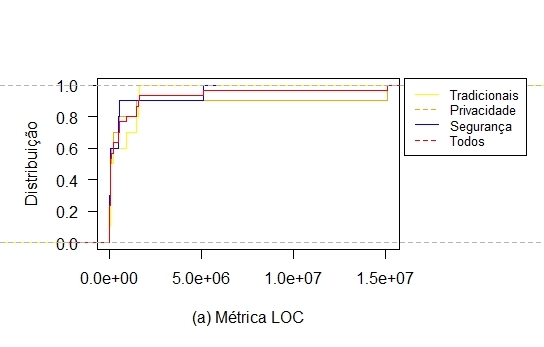 1.0
0.8
0.6
0.4
0.2
0.0
Distribuição
0.0e+00 5.0e+06 1.0e+07 1.5e+07
(a) Métrica LOC
Tradicionais
Privacidade
Segurança
Todos